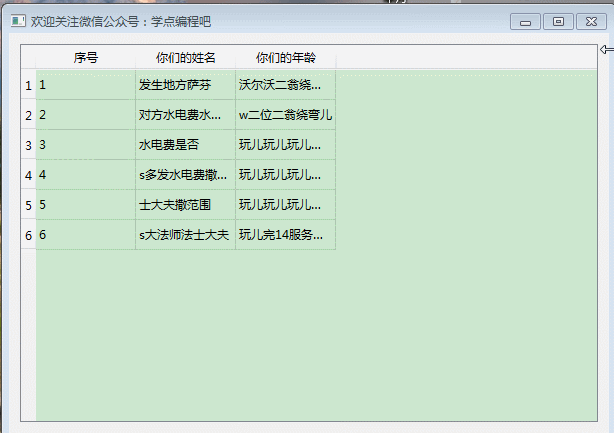 欢迎关注微信公众号：学点编程吧
序号 你们的姓名 你们的年龄
1 1 发生地方萨芬 沃尔沃二翁绕...
2 2 对方水电费水... w二位二翁绕弯儿
3 3 水电费是否 玩儿玩儿玩儿...
4 4 s多发水电费撒... 玩儿玩儿玩儿...
5 5 士大夫撒范围 玩儿玩儿玩儿...
6 6 s大法师法士大夫 玩儿完14服务...